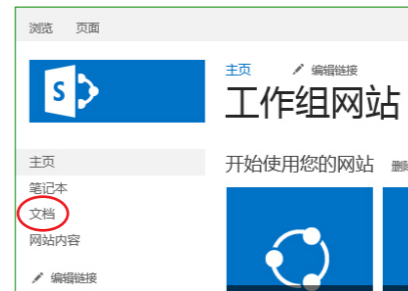 浏览 页面
S
主页 编辑链接
工作组网站
主页
开始使用您的网站
笔记本
文档
网站内容
编辑链接